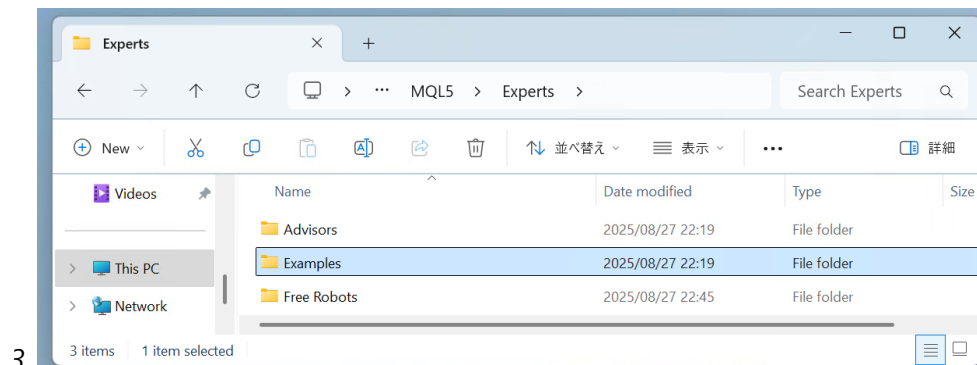 Experts
MQL5 Experts Search Experts
New 並べ替え 表示 詳細
Videos
This PC
Network
Name Date modified Type Size
Advisors 2025/08/27 22:19 File folder
Examples 2025/08/27 22:19 File folder
Free Robots 2025/08/27 22:45 File folder
3 items 1 item selected
3